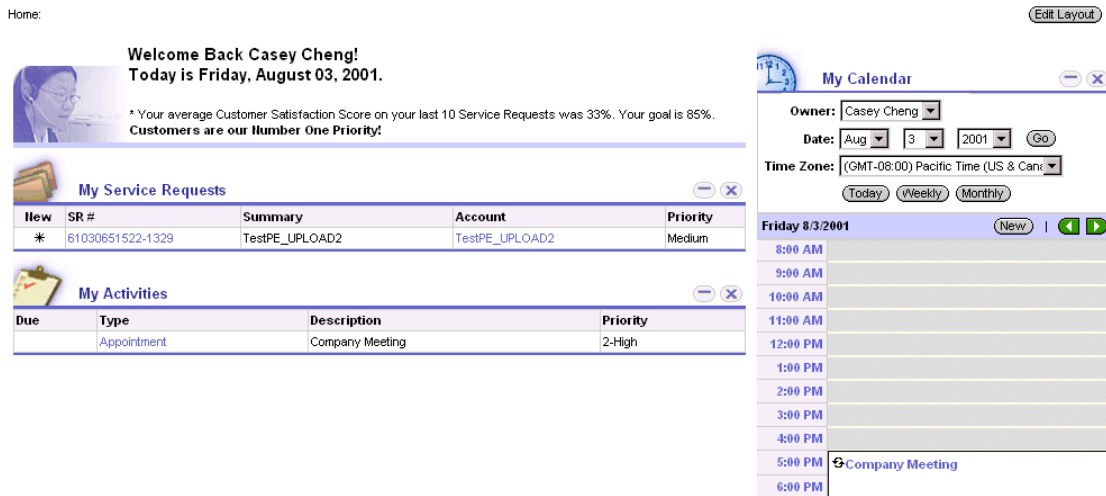 Home:
Edit Layout
Welcome Back Casey Cheng!
Today is Friday, August 03, 2001.
* Your average Customer Satisfaction Score on your last 10 Service Requests was 33%. Your goal is 85%.
Customers are our Number One Priority!
My Service Requests
New SR # Summary Account Priority
* 61030651522-1329 TestPE_UPLOAD2 TestPE_UPLOAD2 Medium
My Activities
Due Type Description Priority
Appointment Company Meeting 2-High
My Calendar
Owner: Casey Cheng
Date: Aug 3 2001 Go
Time Zone: (GMT-08:00) Pacific Time (US & Cana
Today Weekly Monthly
Friday 8/3/2001 New |
8:00 AM
9:00 AM
10:00 AM
11:00 AM
12:00 PM
1:00 PM
2:00 PM
3:00 PM
4:00 PM
5:00 PM Company Meeting
6:00 PM